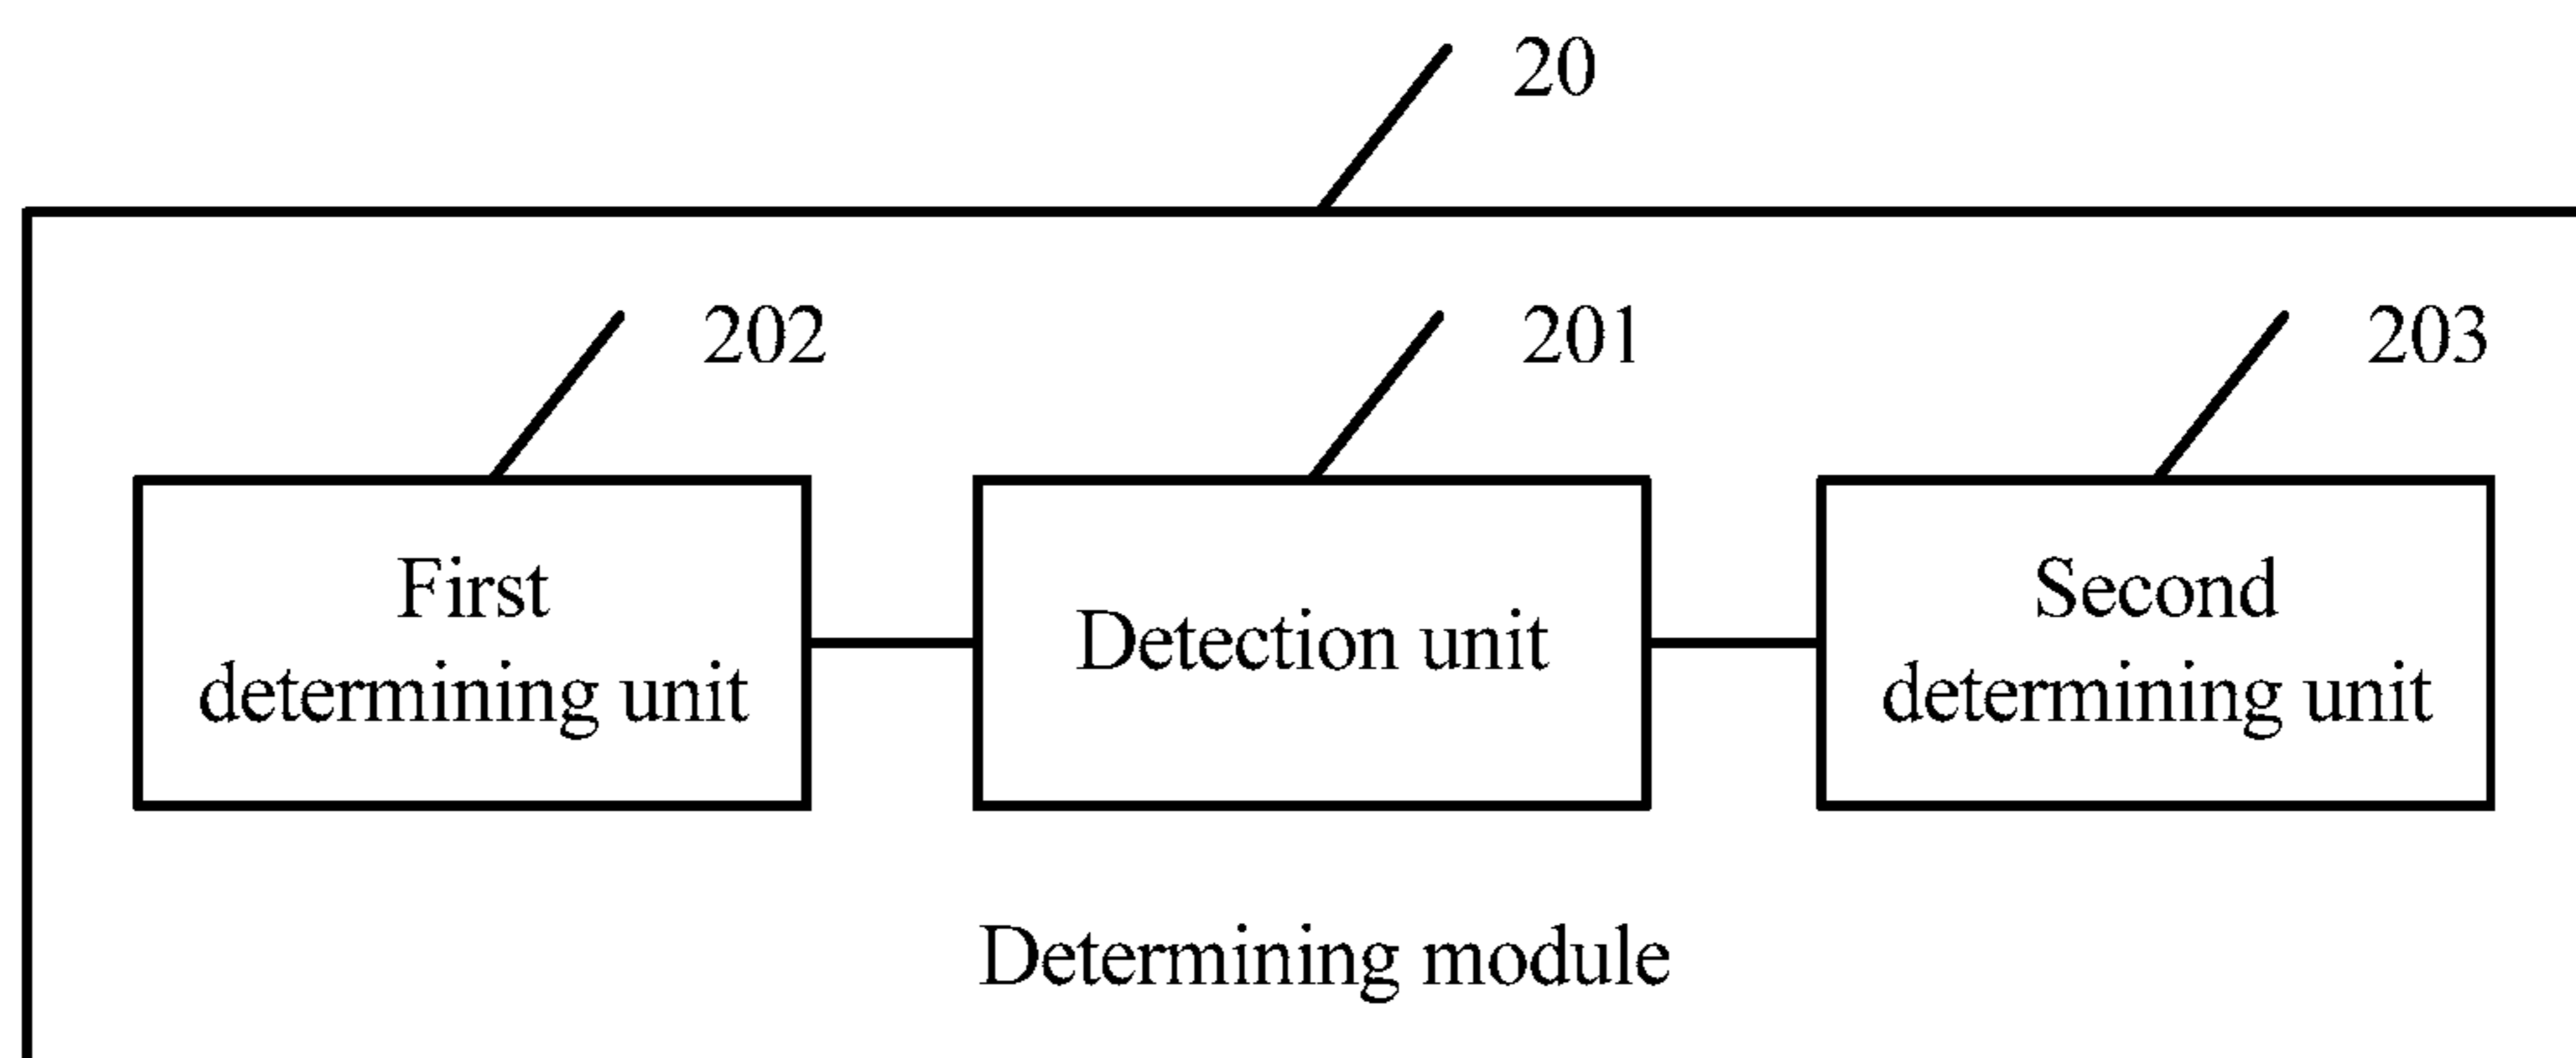 20
202
201
203
First
determining unit
Detection unit
Second
determining unit
Determining module